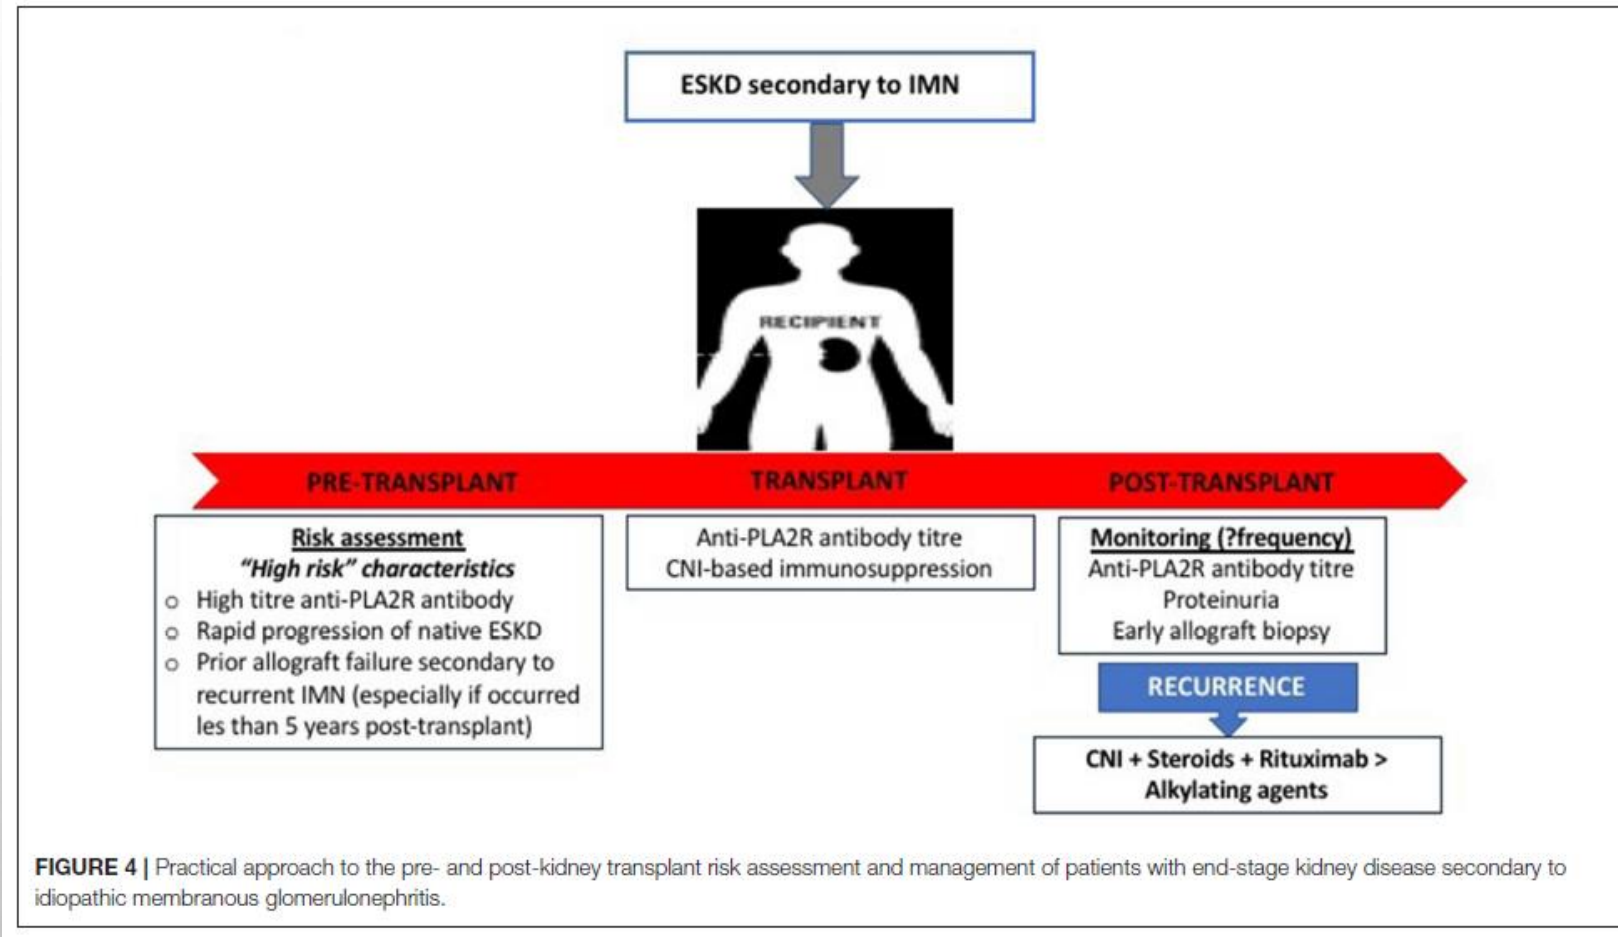 ESKD secondary to IMN
RECIPIENT
PRE-TRANSPLANT
TRANSPLANT
POST-TRANSPLANT
Risk assessment
“High risk” characteristics
o High titre anti-PLA2R antibody
o Rapid progression of native ESKD
o Prior allograft failure secondary to
recurrent IMN (especially if occurred
less than 5 years post-transplant)
Anti-PLA2R antibody titre
CNI-based immunosuppression
Monitoring (?frequency)
Anti-PLA2R antibody titre
Proteinuria
Early allograft biopsy
RECURRENCE
CNI + Steroids + Rituximab >
Alkylating agents
FIGURE 4 | Practical approach to the pre- and post-kidney transplant risk assessment and management of patients with end-stage kidney disease secondary to
idiopathic membranous glomerulonephritis.